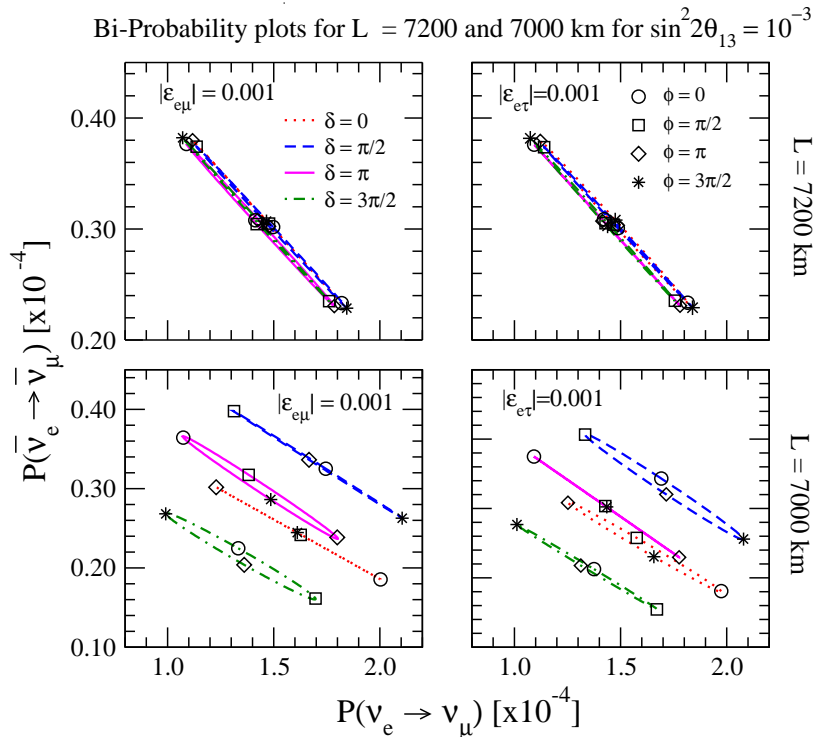 Bi-Probability plots for L = 7200 and 7000 km for sin²2θ₁₃ = 10⁻³
|ε_eμ| = 0.001
δ = 0
δ = π/2
δ = π
δ = 3π/2
|ε_eτ|=0.001
φ = 0
φ = π/2
φ = π
φ = 3π/2
L = 7200 km
0.40
0.30
0.20
|ε_eμ| = 0.001
|ε_eτ|=0.001
L = 7000 km
0.40
0.30
0.20
0.10
P(ν̅_e → ν̅_μ) [x10⁻⁴]
1.0 1.5 2.0
1.0 1.5 2.0
P(ν_e → ν_μ) [x10⁻⁴]